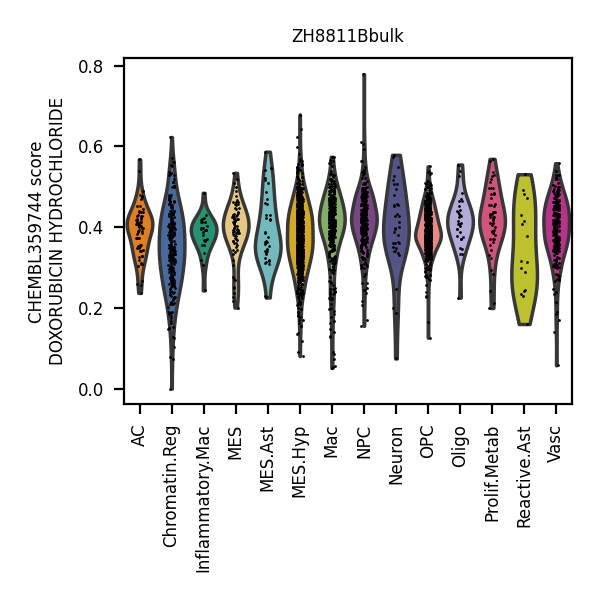 ZH8811Bbulk
CHEMBL359744 score
DOXORUBICIN HYDROCHLORIDE
0.8
0.6
0.4
0.2
0.0
AC
Chromatin.Reg
Inflammatory.Mac
MES
MES.Ast
MES.Hyp
Mac
NPC
Neuron
OPC
Oligo
Prolif.Metab
Reactive.Ast
Vasc